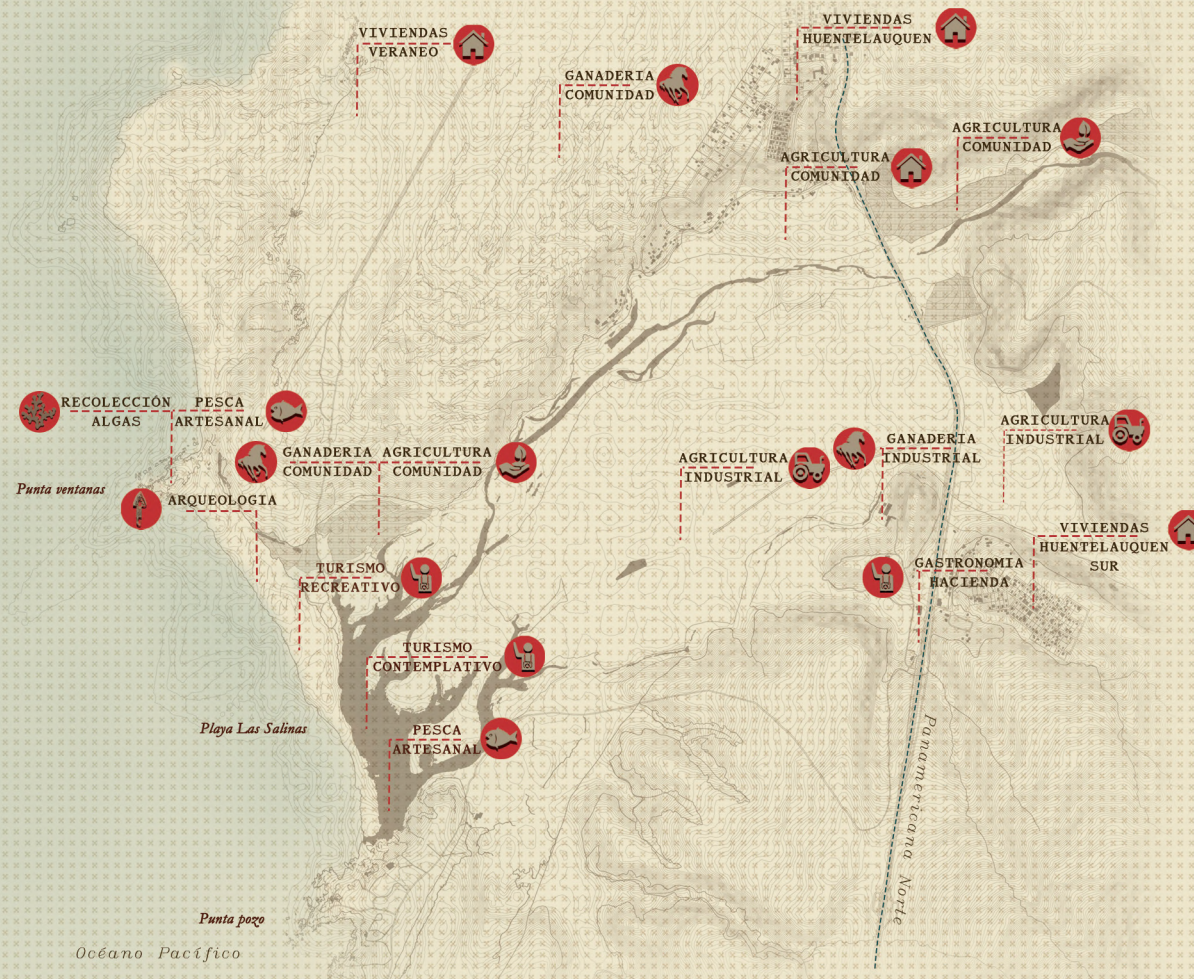 VIVIENDAS
HUENTELAUQUEN
VIVIENDAS
VERANEO
GANADERIA
COMUNIDAD
AGRICULTURA
COMUNIDAD
AGRICULTURA
COMUNIDAD
RECOLECCIÓN
ALGAS
PESCA
ARTESANAL
AGRICULTURA
INDUSTRIAL
GANADERIA
INDUSTRIAL
GANADERIA
COMUNIDAD
AGRICULTURA
COMUNIDAD
AGRICULTURA
INDUSTRIAL
Punta ventanas
ARQUEOLOGIA
VIVIENDAS
HUENTELAUQUEN
SUR
TURISMO
RECREATIVO
GASTRONOMIA
HACIENDA
TURISMO
CONTEMPLATIVO
Playa Las Salinas
PESCA
ARTESANAL
Panamericana Norte
Punta pozo
Océano Pacífico